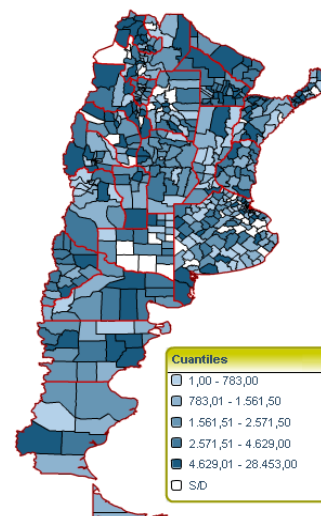 Cuantiles
1,00 - 783,00
783,01 - 1.561,50
1.561,51 - 2.571,50
2.571,51 - 4.629,00
4.629,01 - 28.453,00
S/D